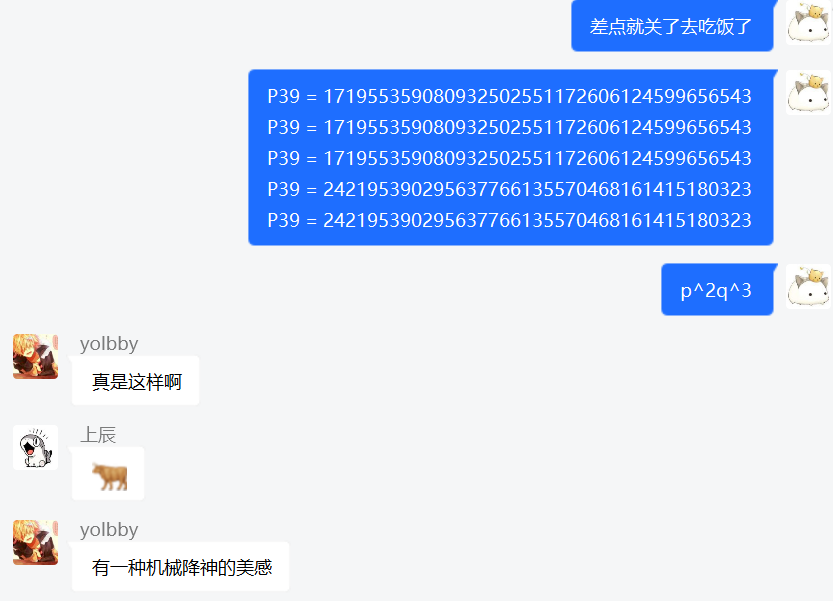 差点就关了去吃饭了
P39 = 171955359080932502551172606124599656543
P39 = 171955359080932502551172606124599656543
P39 = 171955359080932502551172606124599656543
P39 = 242195390295637766135570468161415180323
P39 = 242195390295637766135570468161415180323
p^2q^3
yolbby
真是这样啊
上辰
yolbby
有一种机械降神的美感